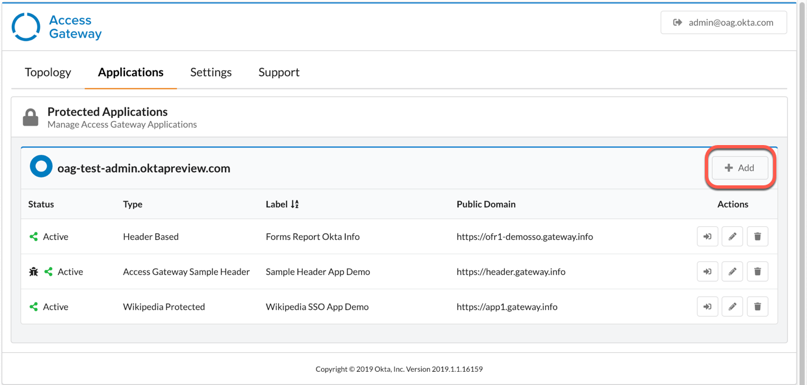 Access
Gateway
admin@oag.okta.com
Topology Applications Settings Support
Protected Applications
Manage Access Gateway Applications
oag-test-admin.oktapreview.com
Add
Status Type Label Public Domain Actions
Active Header Based Forms Report Okta Info https://ofr1-demosso.gateway.info
Active Access Gateway Sample Header Sample Header App Demo https://header.gateway.info
Active Wikipedia Protected Wikipedia SSO App Demo https://app1.gateway.info
Copyright © 2019 Okta, Inc. Version 2019.1.1.16159